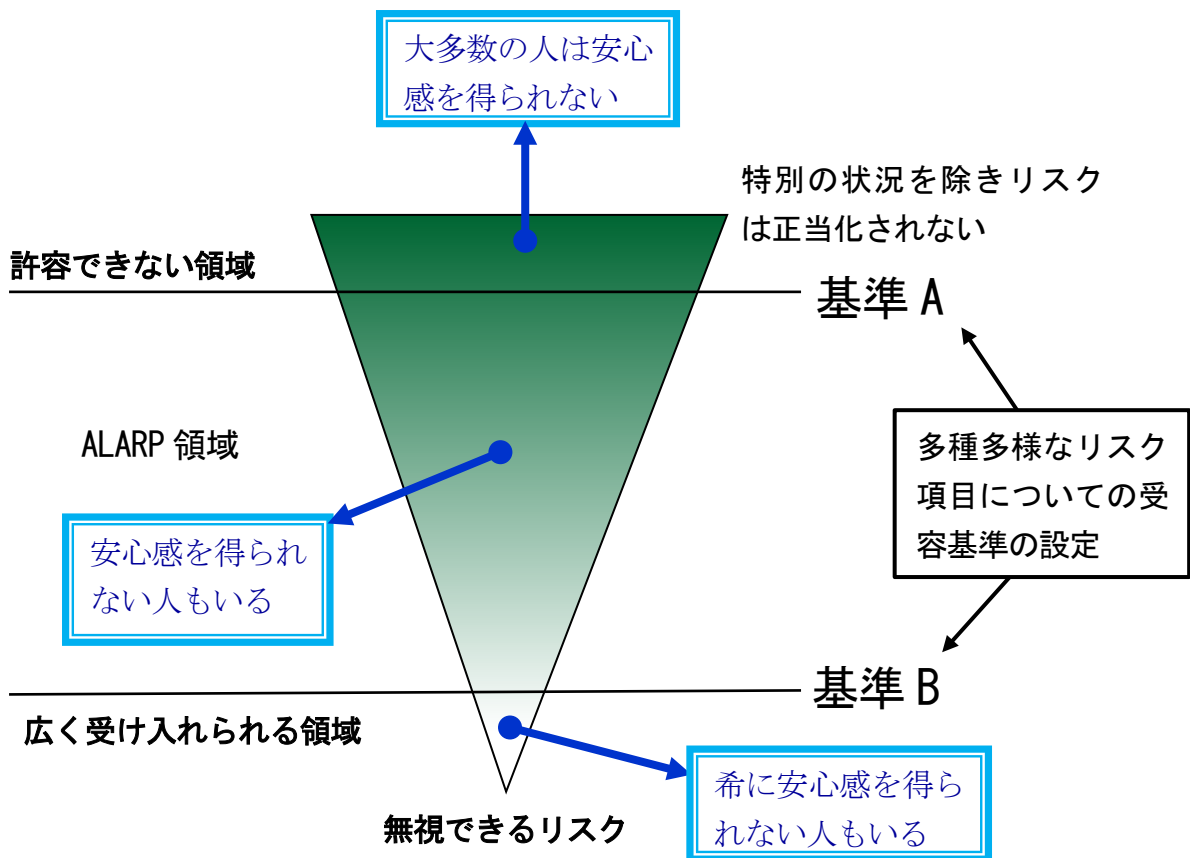 大多数の人は安心
感を得られない
特別の状況を除きリスク
は正当化されない
許容できない領域
基準 A
ALARP 領域
多種多様なリスク
項目についての受
容基準の設定
安心感を得られ
ない人もいる
基準 B
広く受け入れられる領域
希に安心感を得ら
れない人もいる
無視できるリスク